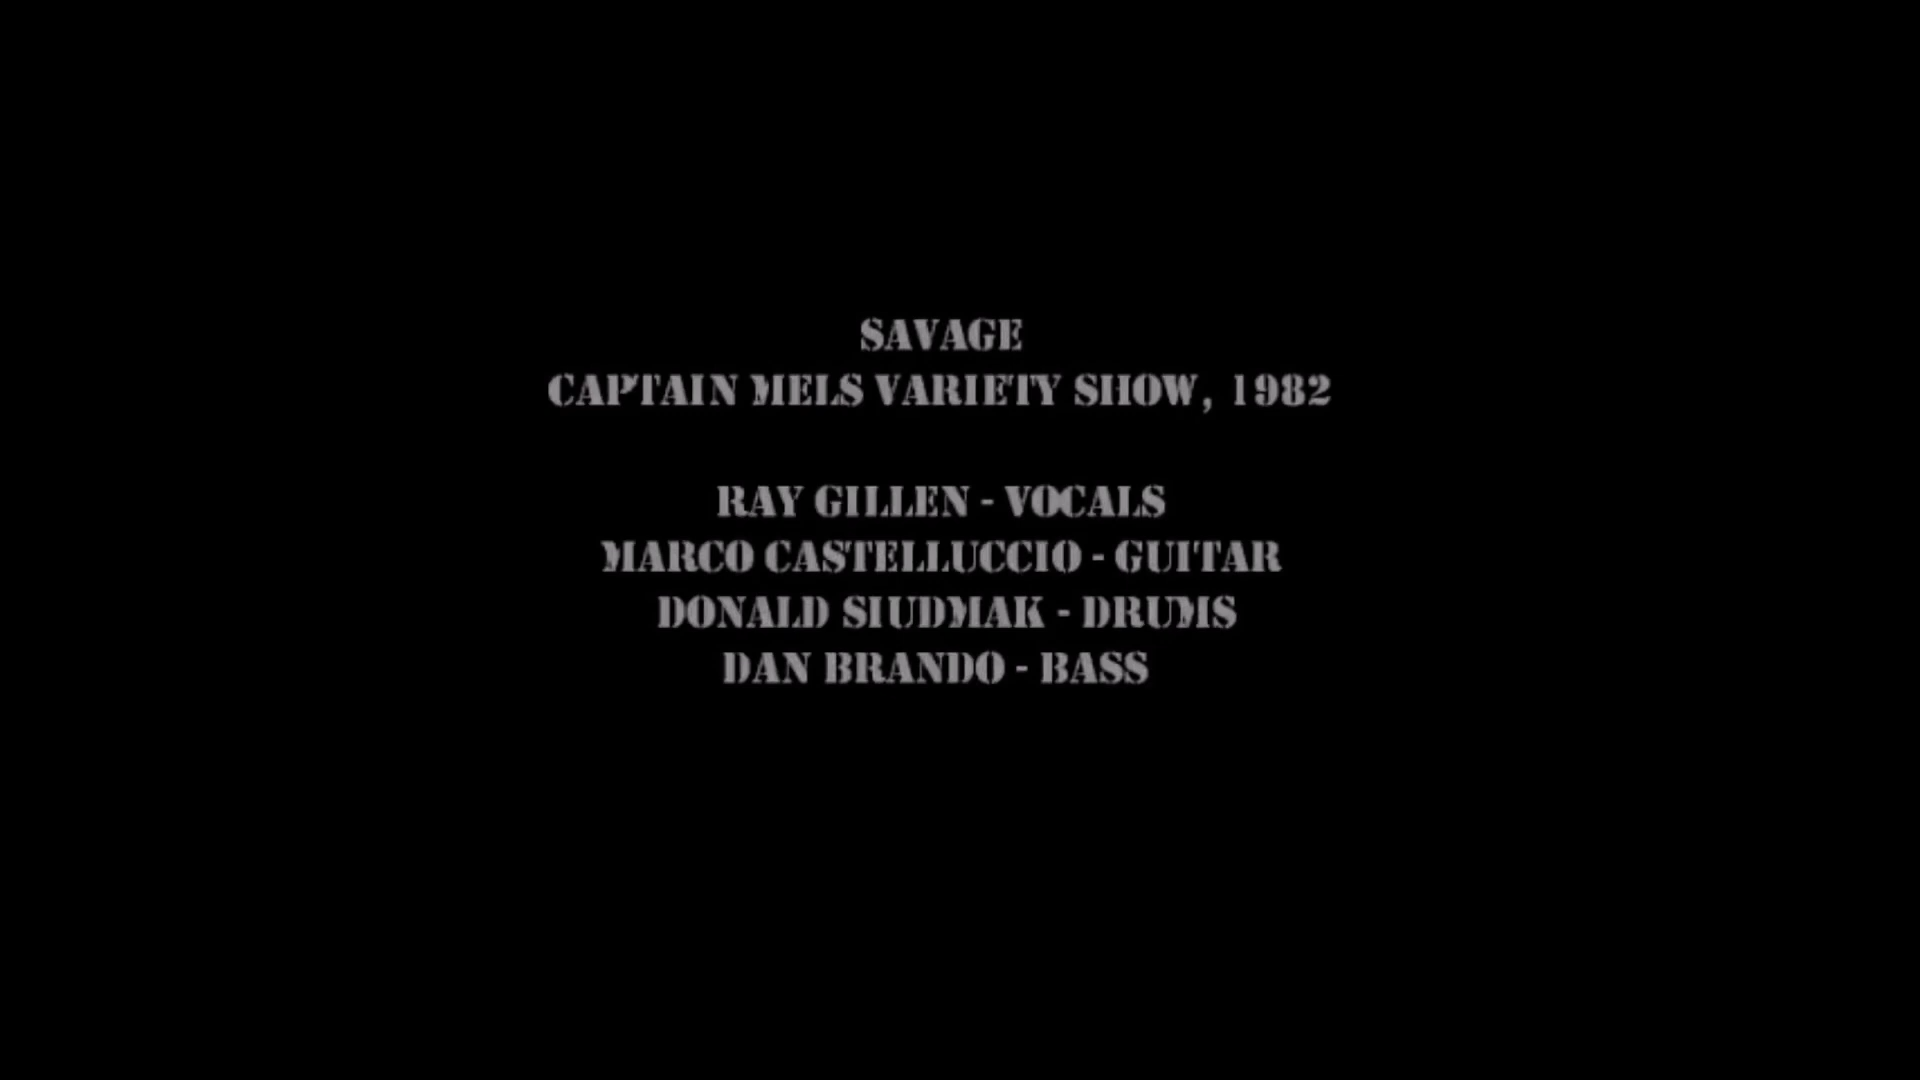 SAVAGE
CAPTAIN MELS VARIETY SHOW, 1982
RAY GILLEN - VOCALS
MARCO CASTELLUCCIO - GUITAR
DONALD SIUDMAK - DRUMS
DAN BRANDO - BASS